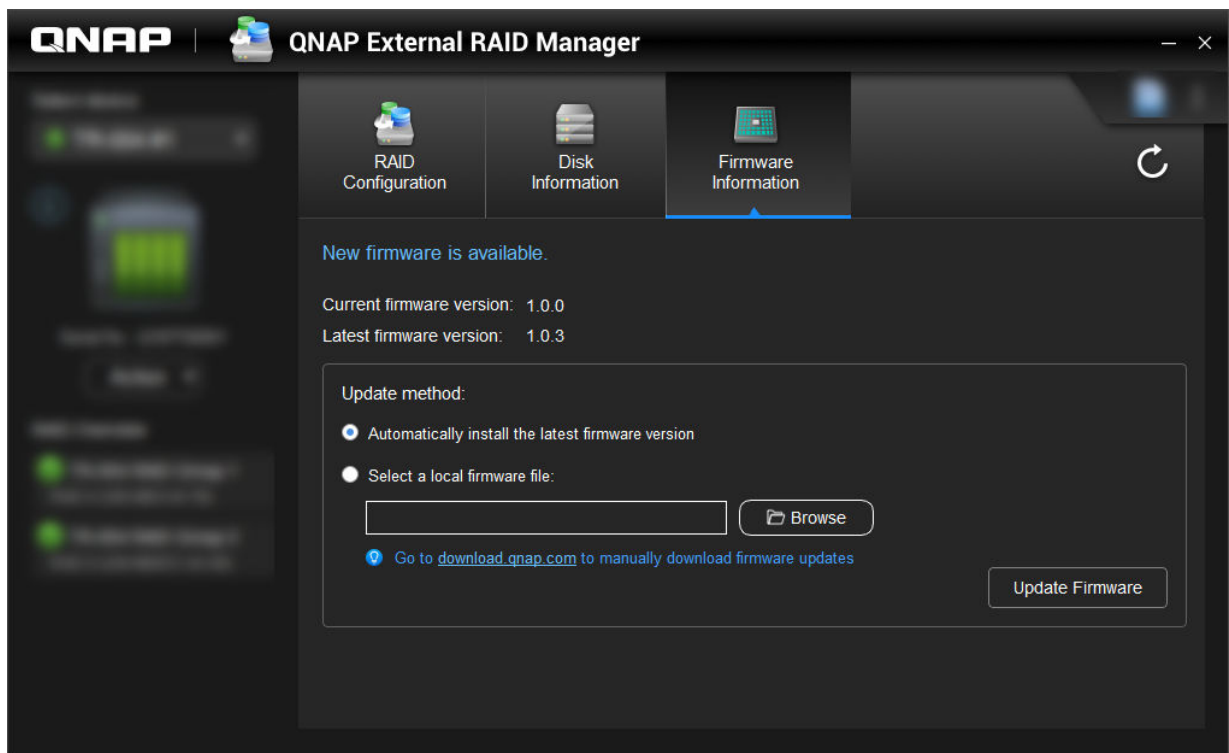 QNAP
QNAP External RAID Manager
RAID
Configuration
Disk
Information
Firmware
Information
New firmware is available.
Current firmware version: 1.0.0
Latest firmware version: 1.0.3
Update method:
Automatically install the latest firmware version
Select a local firmware file:
Browse
Go to download.qnap.com to manually download firmware updates
Update Firmware